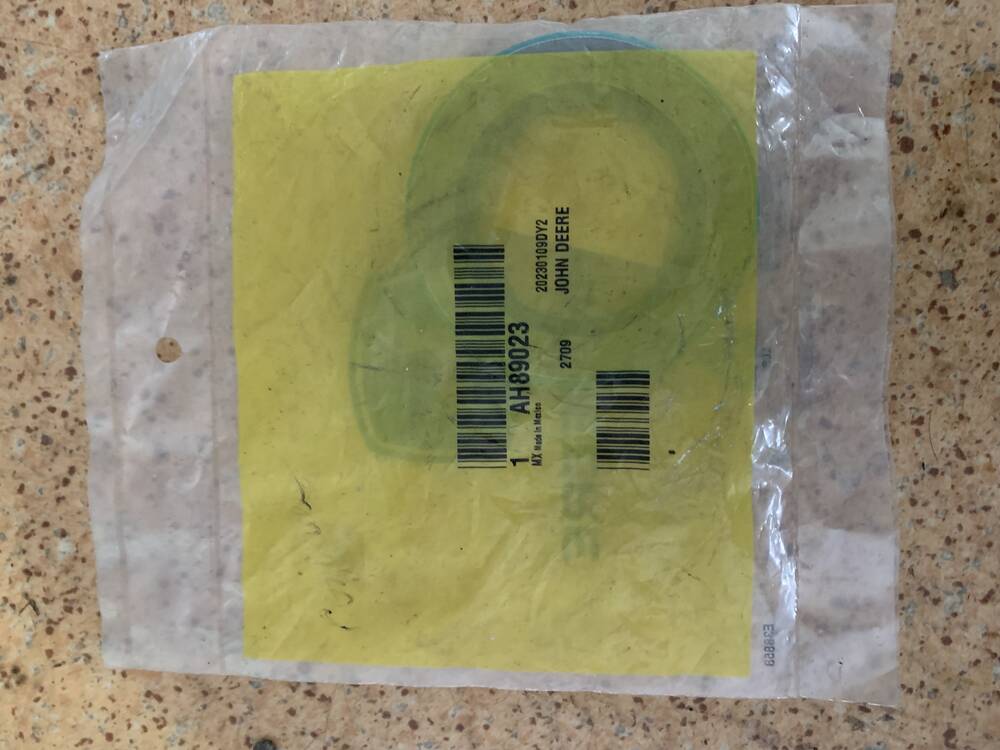 1 AH89023
MX Made In Mexico
20230109DY2
2709 JOHN DEERE